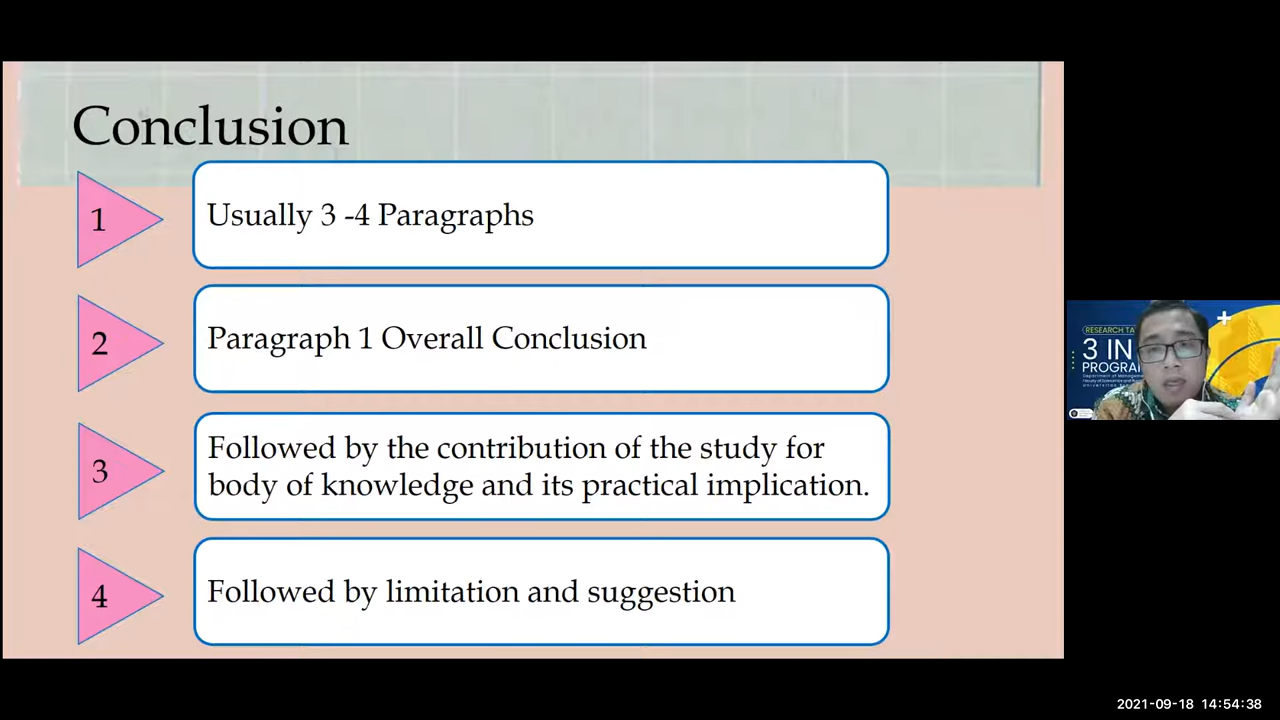 Conclusion
1
Usually 3 -4 Paragraphs
2
Paragraph 1 Overall Conclusion
3
Followed by the contribution of the study for
body of knowledge and its practical implication.
4
Followed by limitation and suggestion
RESEARCH
3 IN
2021-09-18 14:54:38